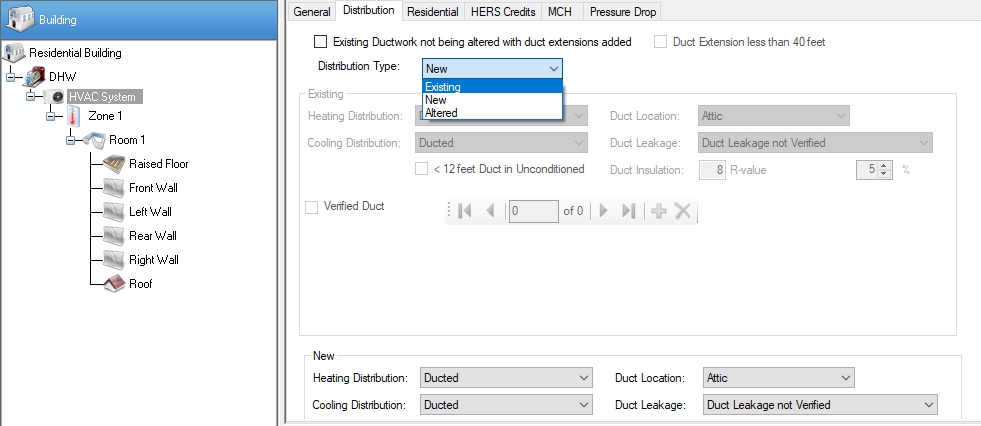 Building
Residential Building
DHW
HVAC System
Zone 1
Room 1
Raised Floor
Front Wall
Left Wall
Rear Wall
Right Wall
Roof
General Distribution Residential HERS Credits MCH Pressure Drop
Existing Ductwork not being altered with duct extensions added Duct Extension less than 40 feet
Distribution Type: New
Existing
New
Altered
Existing
Heating Distribution: Duct Location: Attic
Cooling Distribution: Ducted Duct Leakage: Duct Leakage not Verified
< 12 feet Duct in Unconditioned Duct Insulation: 8 R-value 5 %
Verified Duct 0 of 0
New
Heating Distribution: Ducted Duct Location: Attic
Cooling Distribution: Ducted Duct Leakage: Duct Leakage not Verified